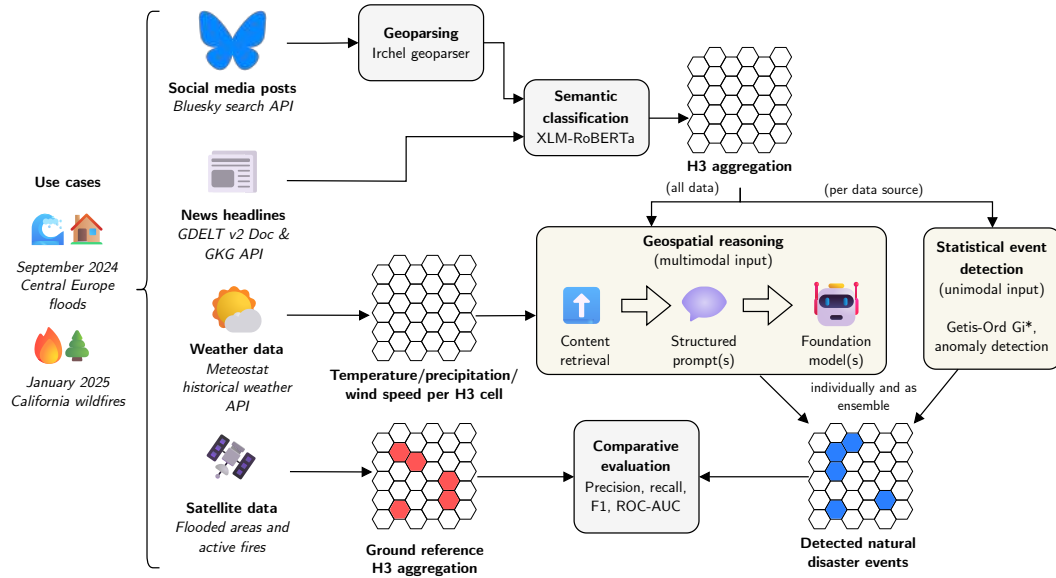 Use cases
September 2024
Central Europe
floods
January 2025
California wildfires
Social media posts
Bluesky search API
News headlines
GDELT v2 Doc &
GKG API
Weather data
Meteostat
historical weather
API
Satellite data
Flooded areas and
active fires
Geoparsing
Irchel geoparser
Semantic
classification
XLM-RoBERTa
H3 aggregation
(all data)
(per data source)
Temperature/precipitation/
wind speed per H3 cell
Geospatial reasoning
(multimodal input)
Content
retrieval
Structured
prompt(s)
Foundation
model(s)
Statistical event
detection
(unimodal input)
Getis-Ord Gi*,
anomaly detection
individually and as
ensemble
Ground reference
H3 aggregation
Comparative
evaluation
Precision, recall,
F1, ROC-AUC
Detected natural
disaster events